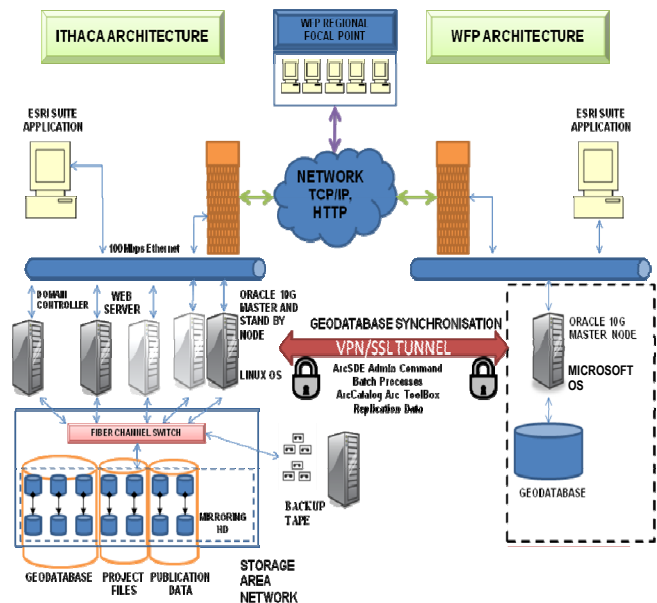 ITHACA ARCHITECTURE
WFP REGIONAL
FOCAL POINT
WFP ARCHITECTURE
ESRI SUITE
APPLICATION
ESRI SUITE
APPLICATION
NETWORK
TCP/IP,
HTTP
100 Mbps Ethernet
DOMAIN
CONTROLLER
WEB
SERVER
ORACLE 10G
MASTER AND
STAND BY
NODE
LINUX OS
GEODATABASE SYNCHRONISATION
VPN/SSL TUNNEL
ArcSDE Admin Command
Batch Processes
ArcCatalog Arc ToolBox
Replication Data
ORACLE 10G
MASTER NODE
MICROSOFT
OS
GEODATABASE
FIBER CHANNEL SWITCH
BACKUP
TAPE
MIRRORING
HD
GEODATABASE
PROJECT
FILES
PUBLICATION
DATA
STORAGE
AREA
NETWORK